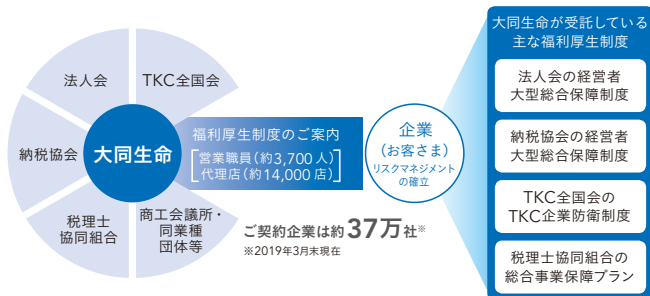 法人会
TKC全国会
納税協会
大同生命
税理士
協同組合
商工会議所・
同業種
団体等
福利厚生制度のご案内
営業職員（約3,700人）
代理店（約14,000店）
企業
（お客さま）
リスクマネジメント
の確立
ご契約企業は約37万社※
※2019年3月末現在
大同生命が受託している
主な福利厚生制度
法人会の経営者
大型総合保障制度
納税協会の経営者
大型総合保障制度
TKC全国会の
TKC企業防衛制度
税理士協同組合の
総合事業保障プラン